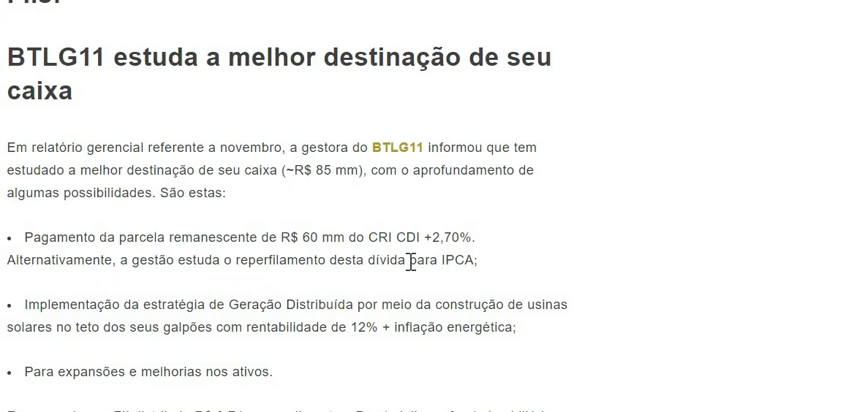 BTLG11 estuda a melhor destinação de seu
caixa
Em relatório gerencial referente a novembro, a gestora do BTLG11 informou que tem
estudado a melhor destinação de seu caixa (~R$ 85 mm), com o aprofundamento de
algumas possibilidades. São estas:
• Pagamento da parcela remanescente de R$ 60 mm do CRI CDI +2,70%.
Alternativamente, a gestão estuda o reperfilamento desta dívida para IPCA;
• Implementação da estratégia de Geração Distribuída por meio da construção de usinas
solares no teto dos seus galpões com rentabilidade de 12% + inflação energética;
• Para expansões e melhorias nos ativos.